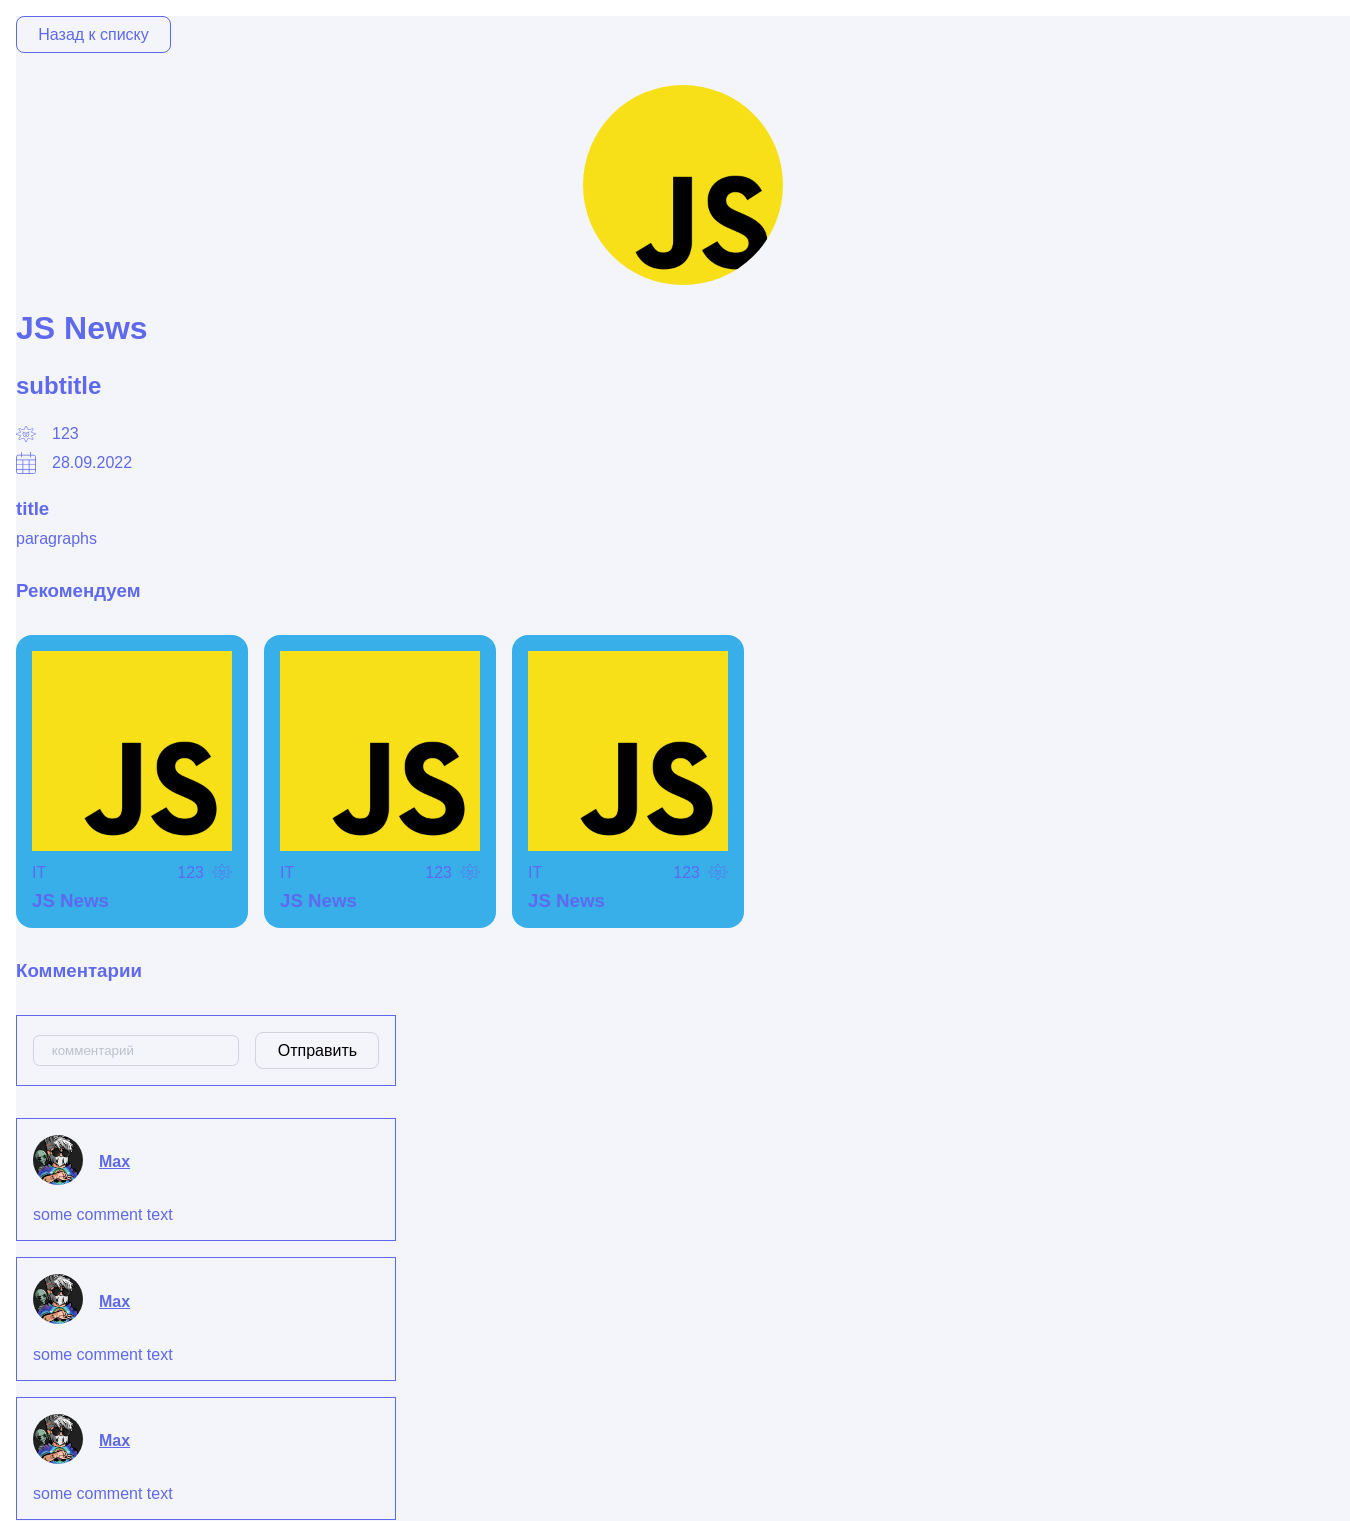 Назад к списку
JS
JS News
subtitle
123
28.09.2022
title
paragraphs
Рекомендуем
JS JS JS
IT 123 IT 123 IT 123
JS News JS News JS News
Комментарии
комментарий Отправить
Max
some comment text
Max
some comment text
Max
some comment text